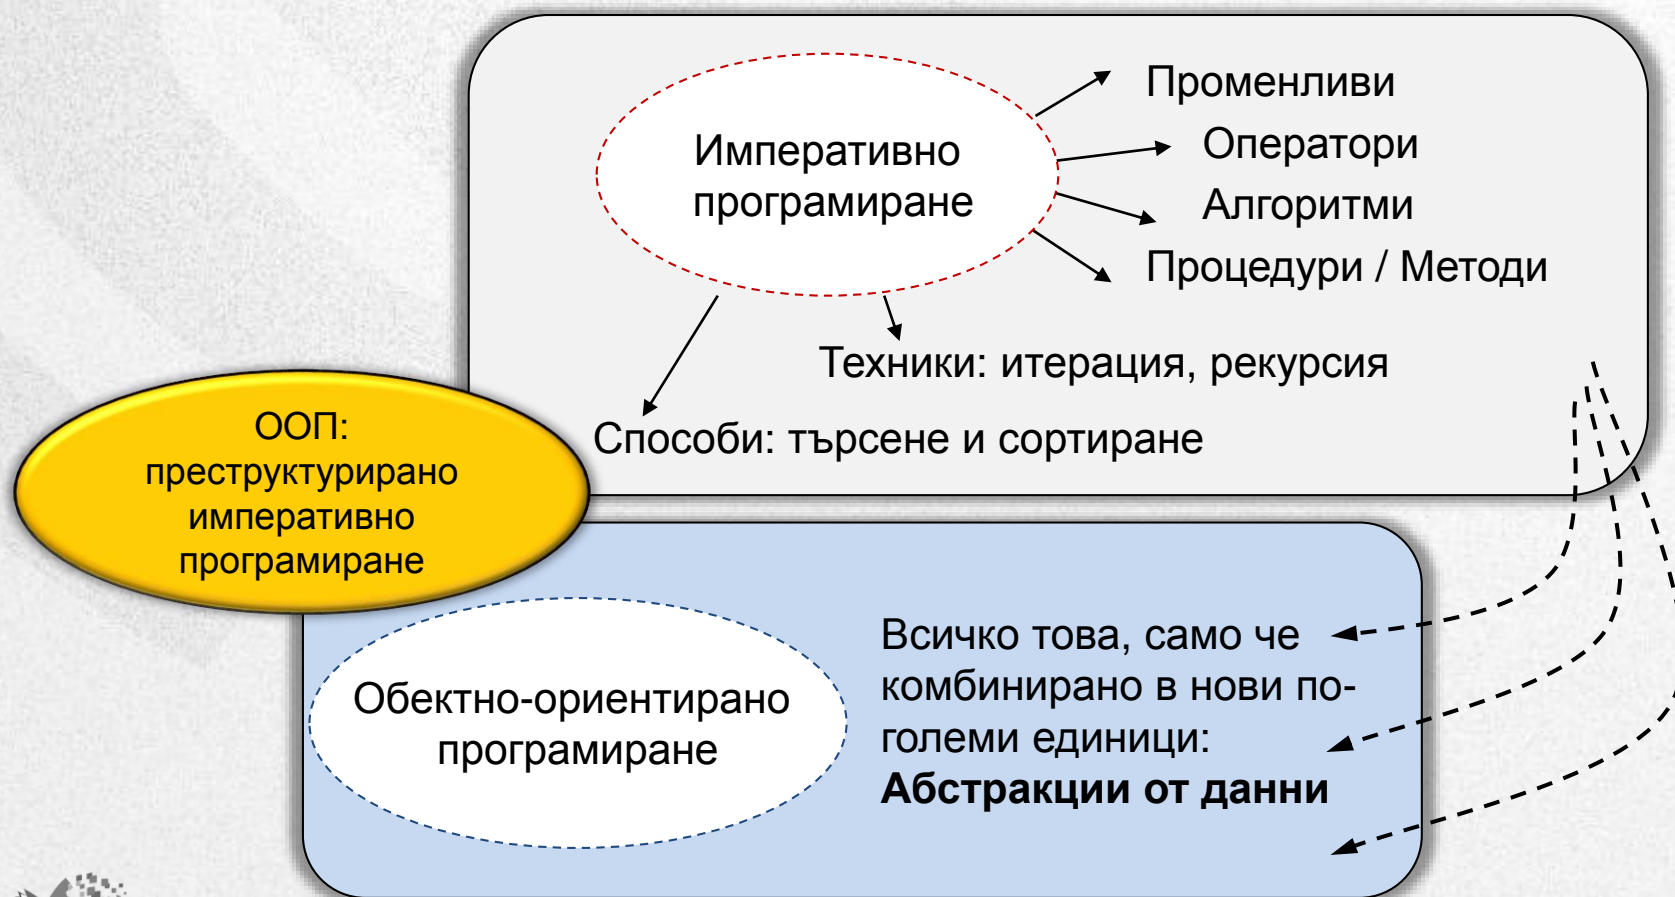 Императивно
програмиране
Променливи
Оператори
Алгоритми
Процедури / Методи
Техники: итерация, рекурсия
Способи: търсене и сортиране
ООП:
преструктурирано
императивно
програмиране
Обектно-ориентирано
програмиране
Всичко това, само че
комбинирано в нови по-
големи единици:
Абстракции от данни